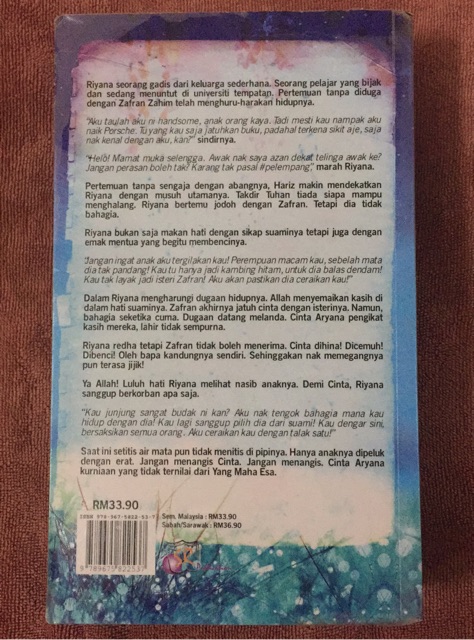 Riyana seorang gadis dari keluarga sederhana. Seorang pelajar yang bijak
dan sedang menuntut di universiti tempatan. Pertemuan tanpa diduga
dengan Zafran Zahim telah menghuru-harakan hidupnya.
“Aku taulah aku ni handsome, anak orang kaya. Tadi mesti kau nampak aku
naik Porsche. Tu yang kau saja jatuhkan buku, padahal terkena sikit aje, saja
nak kenal dengan aku, kan?” sindirnya.
“Helo! Mamat muka selengga. Awak nak saya azan dekat telinga awak ke?
Jangan perasan boleh tak! Karang tak pasal #pelempang”, marah Riyana.
Pertemuan tanpa sengaja dengan abangnya, Hariz makin mendekatkan
Riyana dengan musuh utamanya. Takdir Tuhan tiada siapa mampu
menghalang. Riyana bertemu jodoh dengan Zafran. Tetapi dia tidak
bahagia.
Riyana bukan saja makan hati dengan sikap suaminya tetapi juga dengan
emak mentua yang begitu membencinya.
“Jangan ingat anak aku tergilakan kau! Perempuan macam kau, sebelah mata
dia tak pandang! Kau tu hanya jadi kambing hitam, untuk dia balas dendam!
Kau tak layak jadi isteri Zafran! Aku akan pastikan dia ceraikan kau!”
Dalam Riyana mengharungi dugaan hidupnya. Allah menyemaikan kasih di
dalam hati suaminya. Zafran akhirnya jatuh cinta dengan isterinya. Namun,
bahagia seketika cuma. Dugaan datang melanda. Cinta Aryana pengikat
kasih mereka, lahir tidak sempurna.
Riyana redha tetapi Zafran tidak boleh menerima. Cinta dihina! Dicemuh!
Dibenci! Oleh bapa kandungnya sendiri. Sehinggakan nak memegangnya
pun terasa jijik!
Ya Allah! Luluh hati Riyana melihat nasib anaknya. Demi Cinta, Riyana
sanggup berkorban apa saja.
“Kau junjung sangat budak ni kan? Aku nak tengok bahagia mana kau
hidup dengan dia! Kau lagi sanggup pilih dia dari suami! Kau dengar sini,
bersaksikan semua orang. Aku ceraikan kau dengan talak satu!”
Saat ini setitis air mata pun tidak menitis di pipinya. Hanya anaknya dipeluk
dengan erat. Jangan menangis Cinta. Jangan menangis. Cinta Aryana
kurniaan yang tidak ternilai dari Yang Maha Esa.
RM33.90
ISBN 978-967-5822-53-7
Sem. Malaysia : RM33.90
Sabah/Sarawak : RM36.90
9789675822537